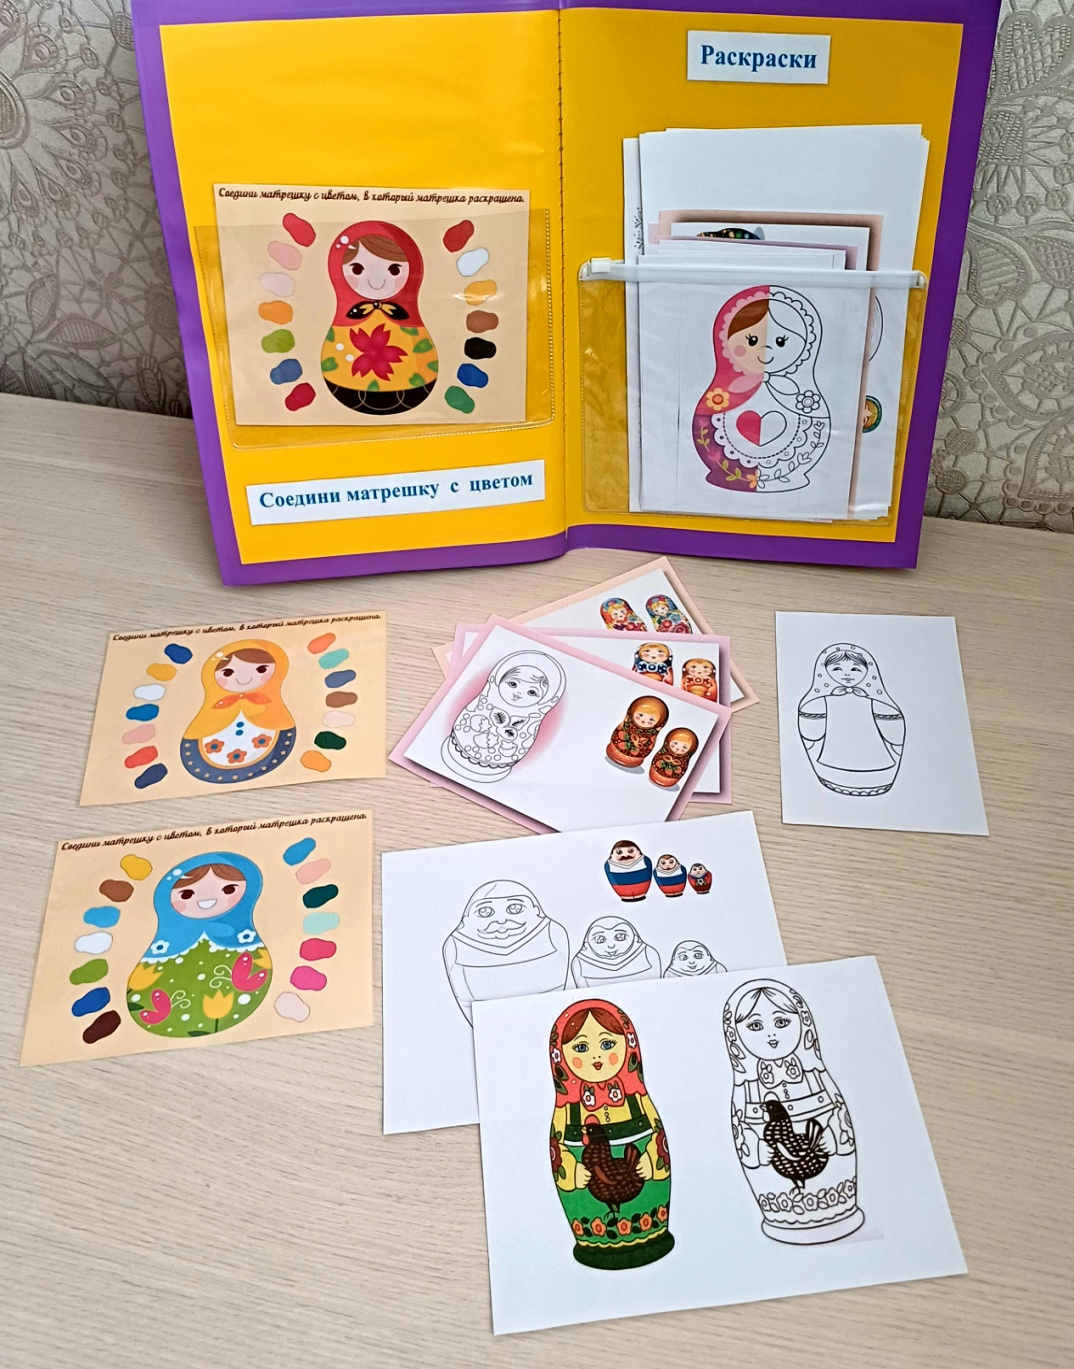 Раскраски
Соедини матрешку с цветом, в который матрешка раскрашена.
Соедини матрешку с цветом
Соедини матрешку с цветом, в который матрешка раскрашена.
Соедини матрешку с цветом, в который матрешка раскрашена.